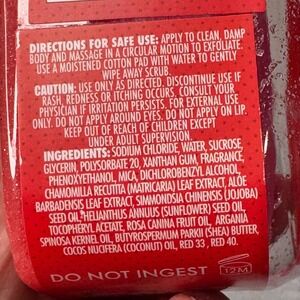 DIRECTIONS FOR SAFE USE: APPLY TO CLEAN, DAMP
BODY AND MASSAGE IN A CIRCULAR MOTION TO EXFOLIATE.
USE A MOISTENED COTTON PAD WITH WATER TO GENTLY
WIPE AWAY SCRUB.
CAUTION: USE ONLY AS DIRECTED. DISCONTINUE USE IF
RASH, REDNESS OR ITCHING OCCURS. CONSULT YOUR
PHYSICIAN IF IRRITATION PERSISTS. FOR EXTERNAL USE
ONLY. DO NOT APPLY AROUND EYES. DO NOT APPLY ON LIP.
KEEP OUT OF REACH OF CHILDREN EXCEPT
UNDER ADULT SUPERVISION.
INGREDIENTS: SODIUM CHLORIDE, WATER, SUCROSE,
GLYCERIN, POLYSORBATE 20, XANTHAN GUM, FRAGRANCE,
PHENOXYETHANOL, MICA, DICHLOROBENZYL ALCOHOL,
CHAMOMILLA RECUTITA (MATRICARIA) LEAF EXTRACT, ALOE
BARBADENSIS LEAF EXTRACT, SIMMONDSIA CHINENSIS (JOJOBA)
SEED OIL, HELIANTHUS ANNUUS (SUNFLOWER) SEED OIL,
TOCOPHERYL ACETATE, ROSA CANINA FRUIT OIL, ARGANIA
SPINOSA KERNEL OIL, BUTYROSPERMUM PARKII (SHEA) BUTTER,
COCOS NUCIFERA (COCONUT) OIL, RED 33, RED 40.
DO NOT INGEST
12M